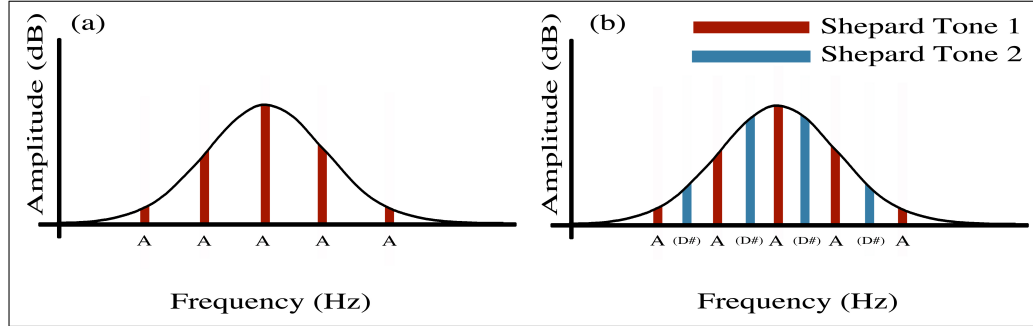 (a)
Amplitude (dB)
A A A A A
Frequency (Hz)
(b)
Shepard Tone 1
Shepard Tone 2
Amplitude (dB)
A (D#) A (D#) A (D#) A (D#) A
Frequency (Hz)